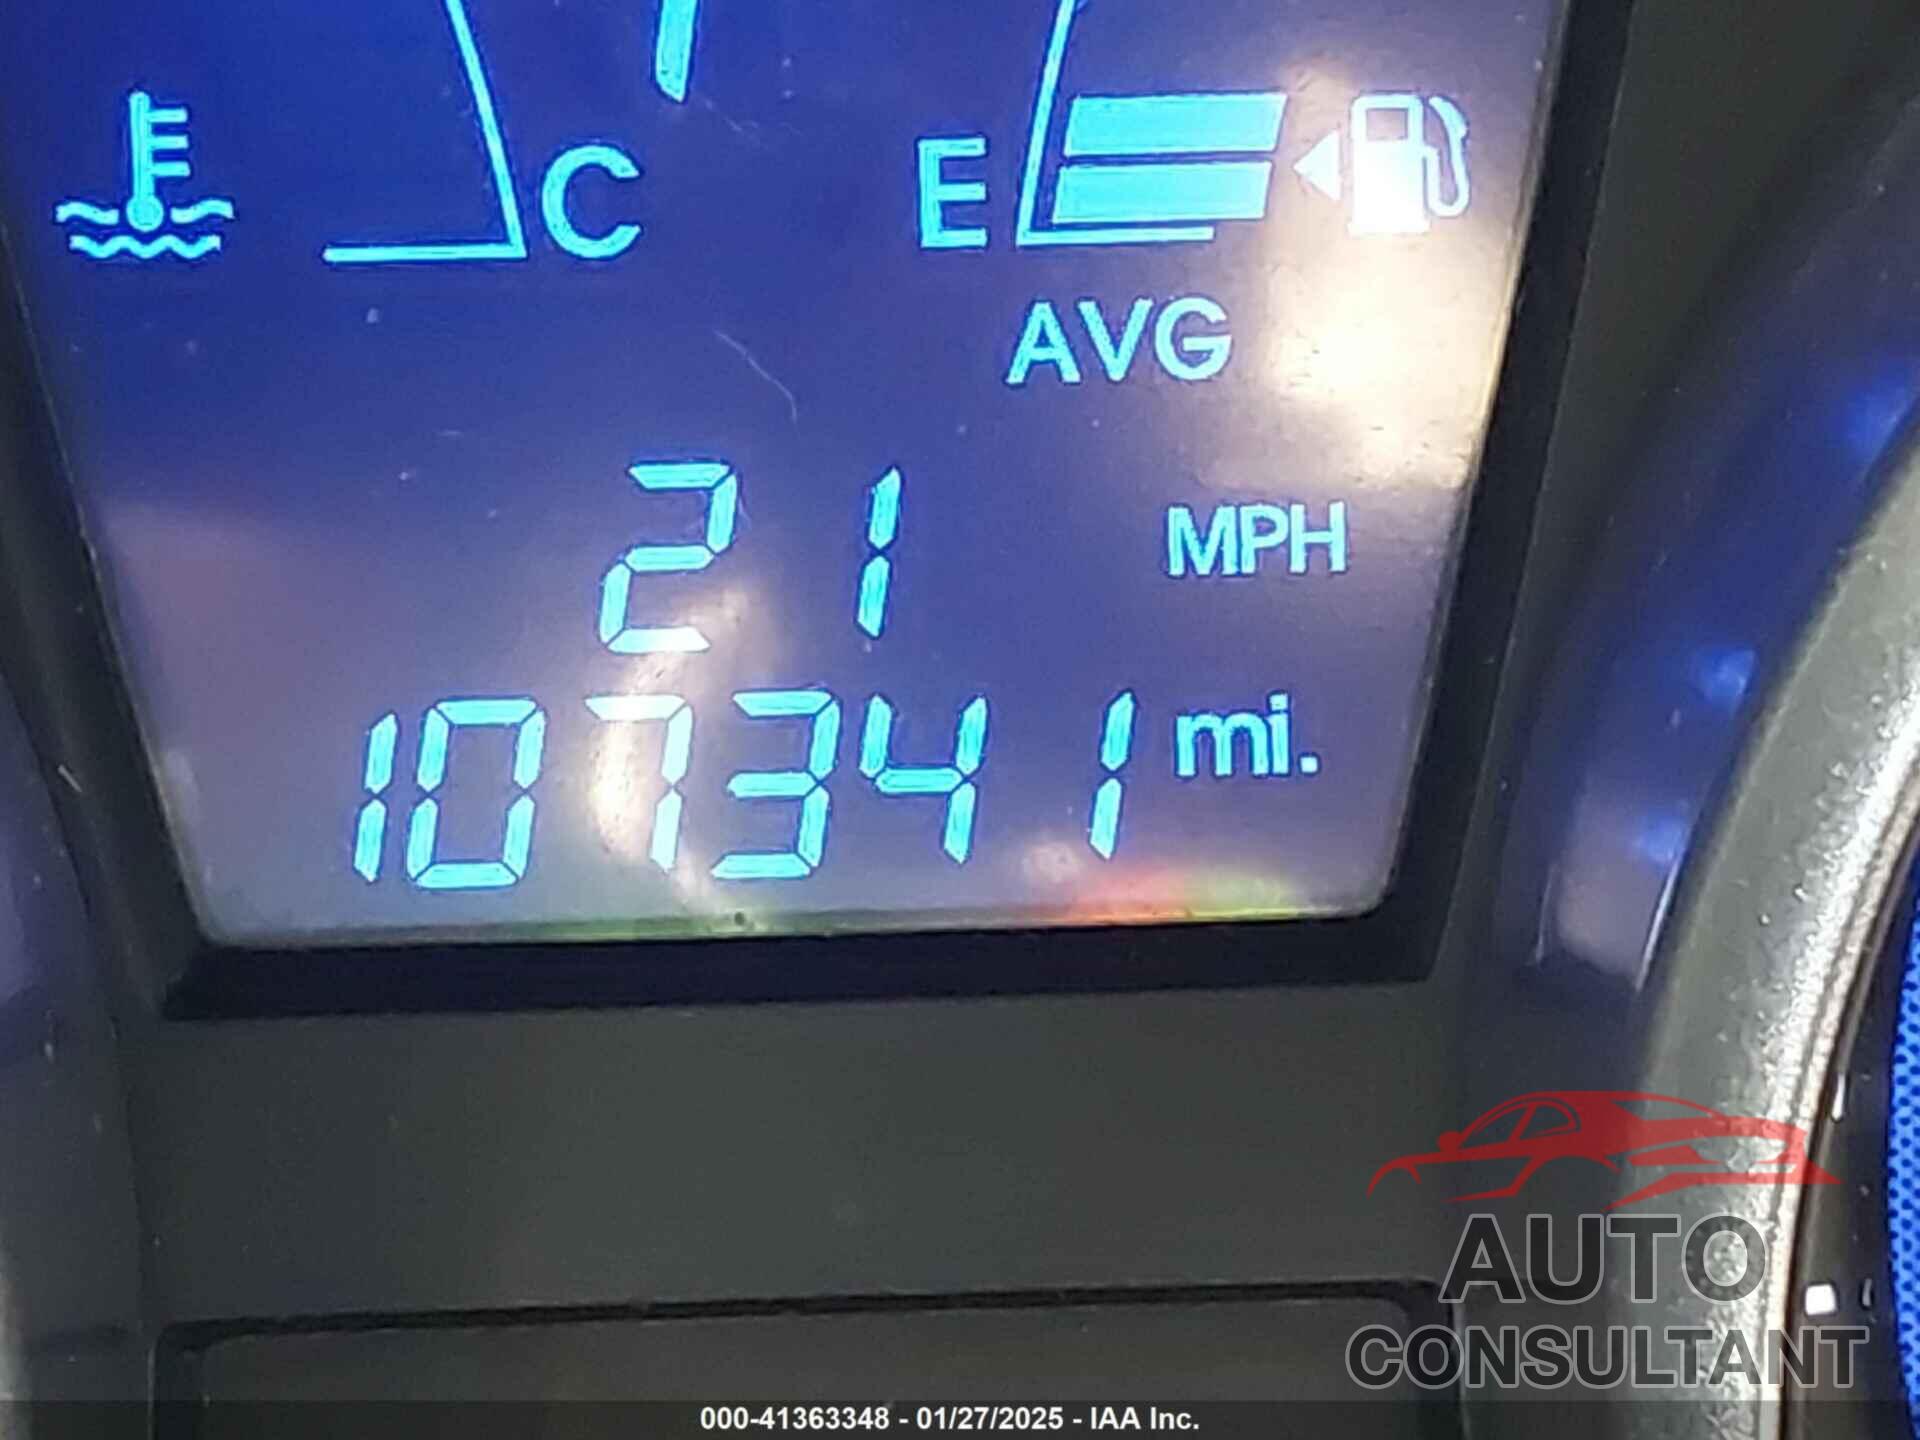 C E
AVG
21 MPH
107341 mi.
AUTO
CONSULTANT
000-41363348 - 01/27/2025 - IAA Inc.